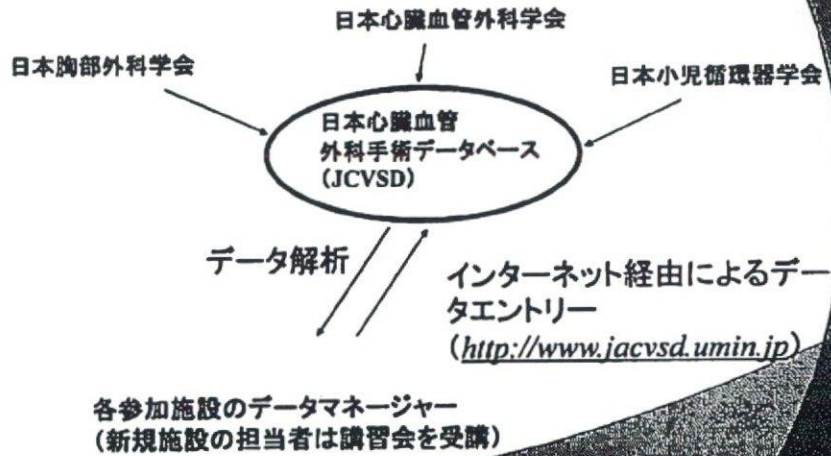 日本心臓血管外科学会
日本胸部外科学会
日本小児循環器学会
日本心臓血管
外科手術データベース
(JCVSD)
データ解析
インターネット経由によるデー
タエントリー
(http://www.jacvsd.umin.jp)
各参加施設のデータマネージャー
(新規施設の担当者は講習会を受講)